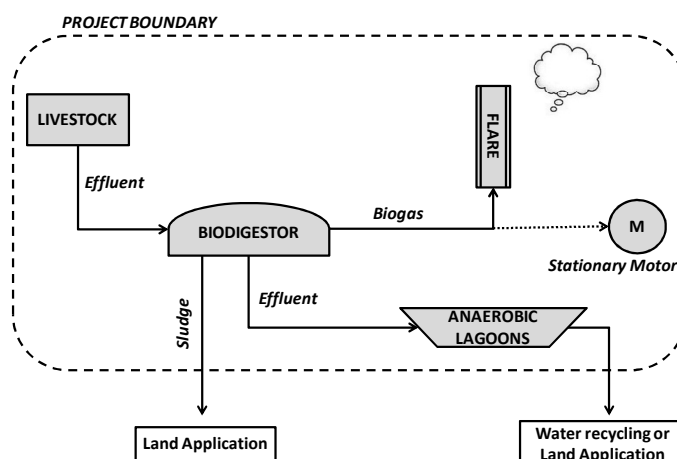 PROJECT BOUNDARY
LIVESTOCK
FLARE
Effluent
Biogas
BIODIGESTOR
M
Stationary Motor
Sludge
Effluent
ANAEROBIC
LAGOONS
Land Application
Water recycling or
Land Application